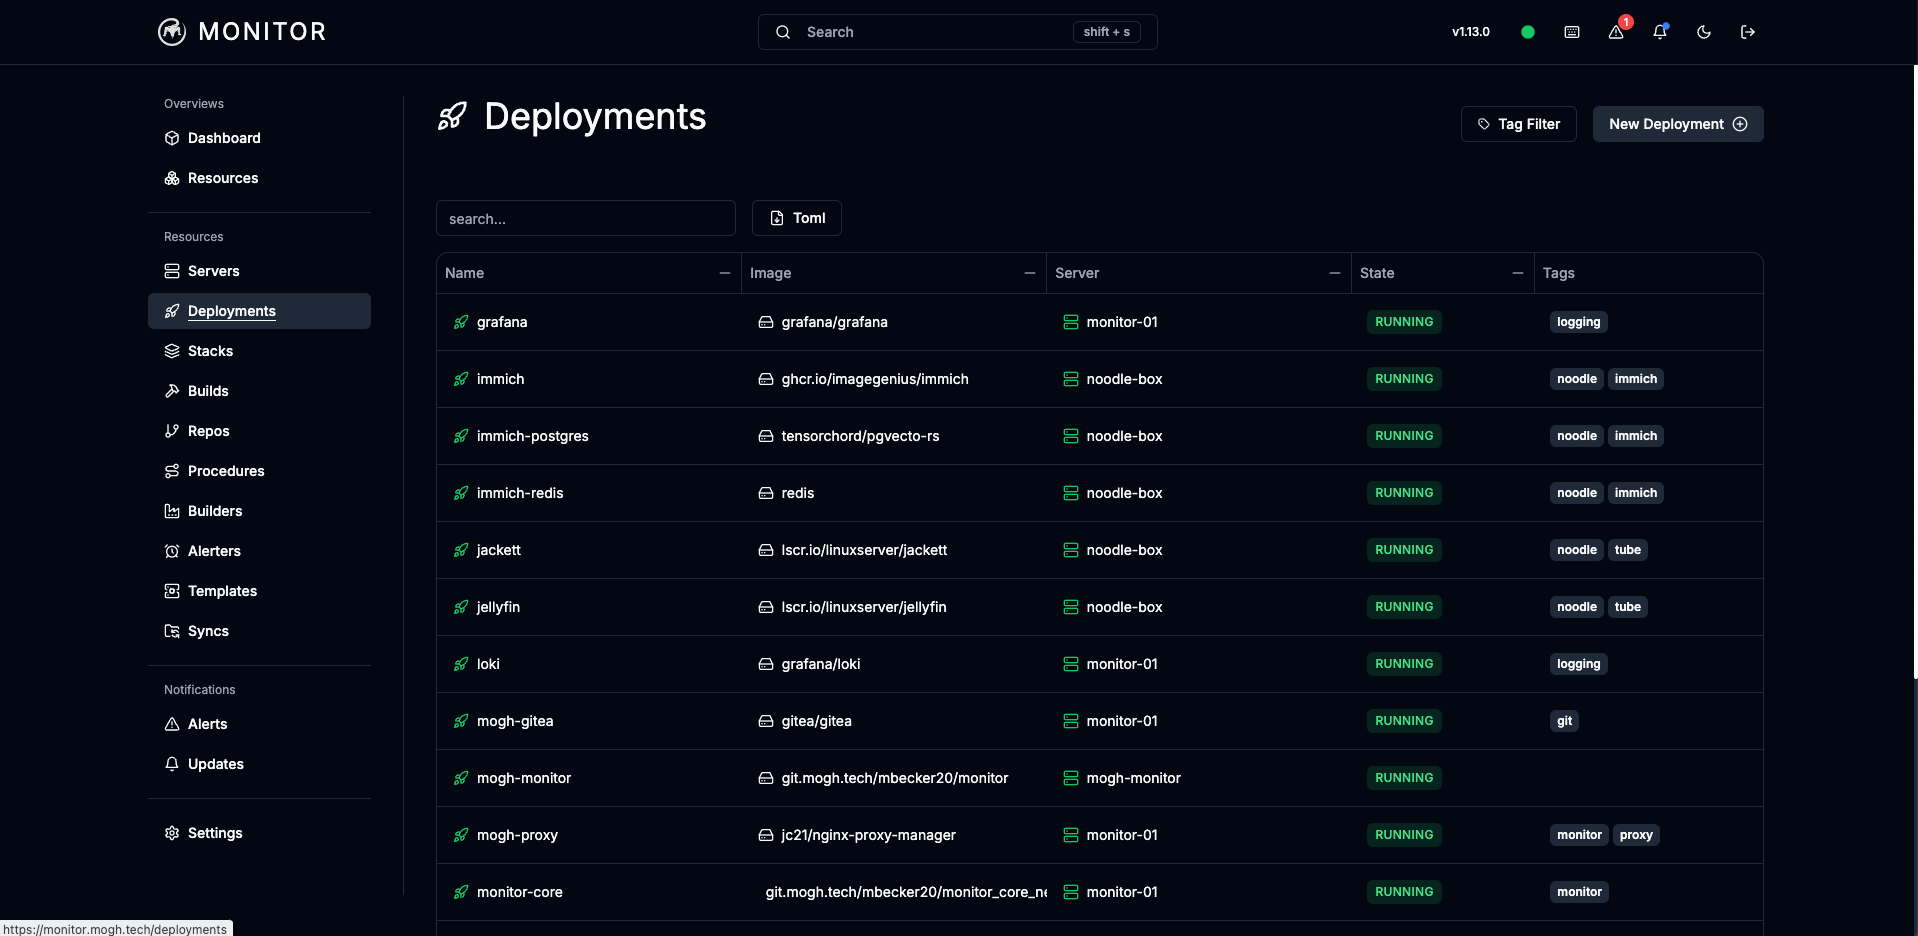 MONITOR
Search shift + s
v1.13.0 1
Overviews
Dashboard
Resources
Resources
Servers
Deployments
Stacks
Builds
Repos
Procedures
Builders
Alerters
Templates
Syncs
Notifications
Alerts
Updates
Settings
Deployments
Tag Filter New Deployment
search... Toml
Name Image Server State Tags
grafana grafana/grafana monitor-01 RUNNING logging
immich ghcr.io/imagegenius/immich noodle-box RUNNING noodle immich
immich-postgres tensorchord/pgvecto-rs noodle-box RUNNING noodle immich
immich-redis redis noodle-box RUNNING noodle immich
jackett lscr.io/linuxserver/jackett noodle-box RUNNING noodle tube
jellyfin lscr.io/linuxserver/jellyfin noodle-box RUNNING noodle tube
loki grafana/loki monitor-01 RUNNING logging
mogh-gitea gitea/gitea monitor-01 RUNNING git
mogh-monitor git.mogh.tech/mbecker20/monitor mogh-monitor RUNNING
mogh-proxy jc21/nginx-proxy-manager monitor-01 RUNNING monitor proxy
monitor-core git.mogh.tech/mbecker20/monitor_core_ne monitor-01 RUNNING monitor
https://monitor.mogh.tech/deployments